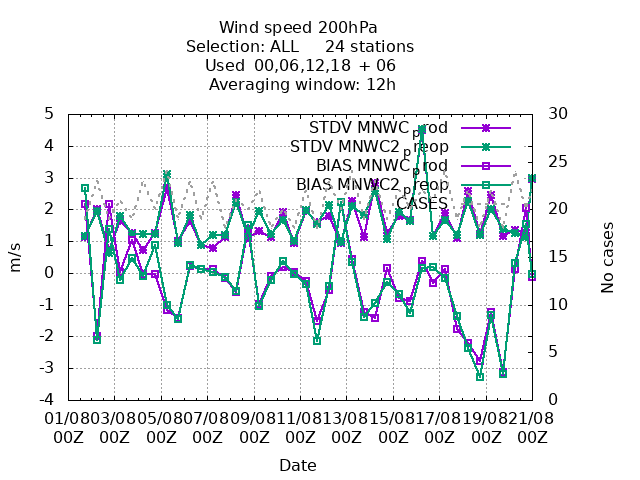 Wind speed 200hPa
Selection: ALL 24 stations
Used 00,06,12,18 + 06
Averaging window: 12h
5
4
3
2
1
0
-1
-2
-3
-4
m/s
30
25
20
15
10
5
0
No cases
STDV MNWC_prod
STDV MNWC2_preop
BIAS MNWC_prod
BIAS MNWC2_preop
CASES
01/08 03/08 05/08 07/08 09/08 11/08 13/08 15/08 17/08 19/08 21/08
00Z 00Z 00Z 00Z 00Z 00Z 00Z 00Z 00Z 00Z 00Z
Date